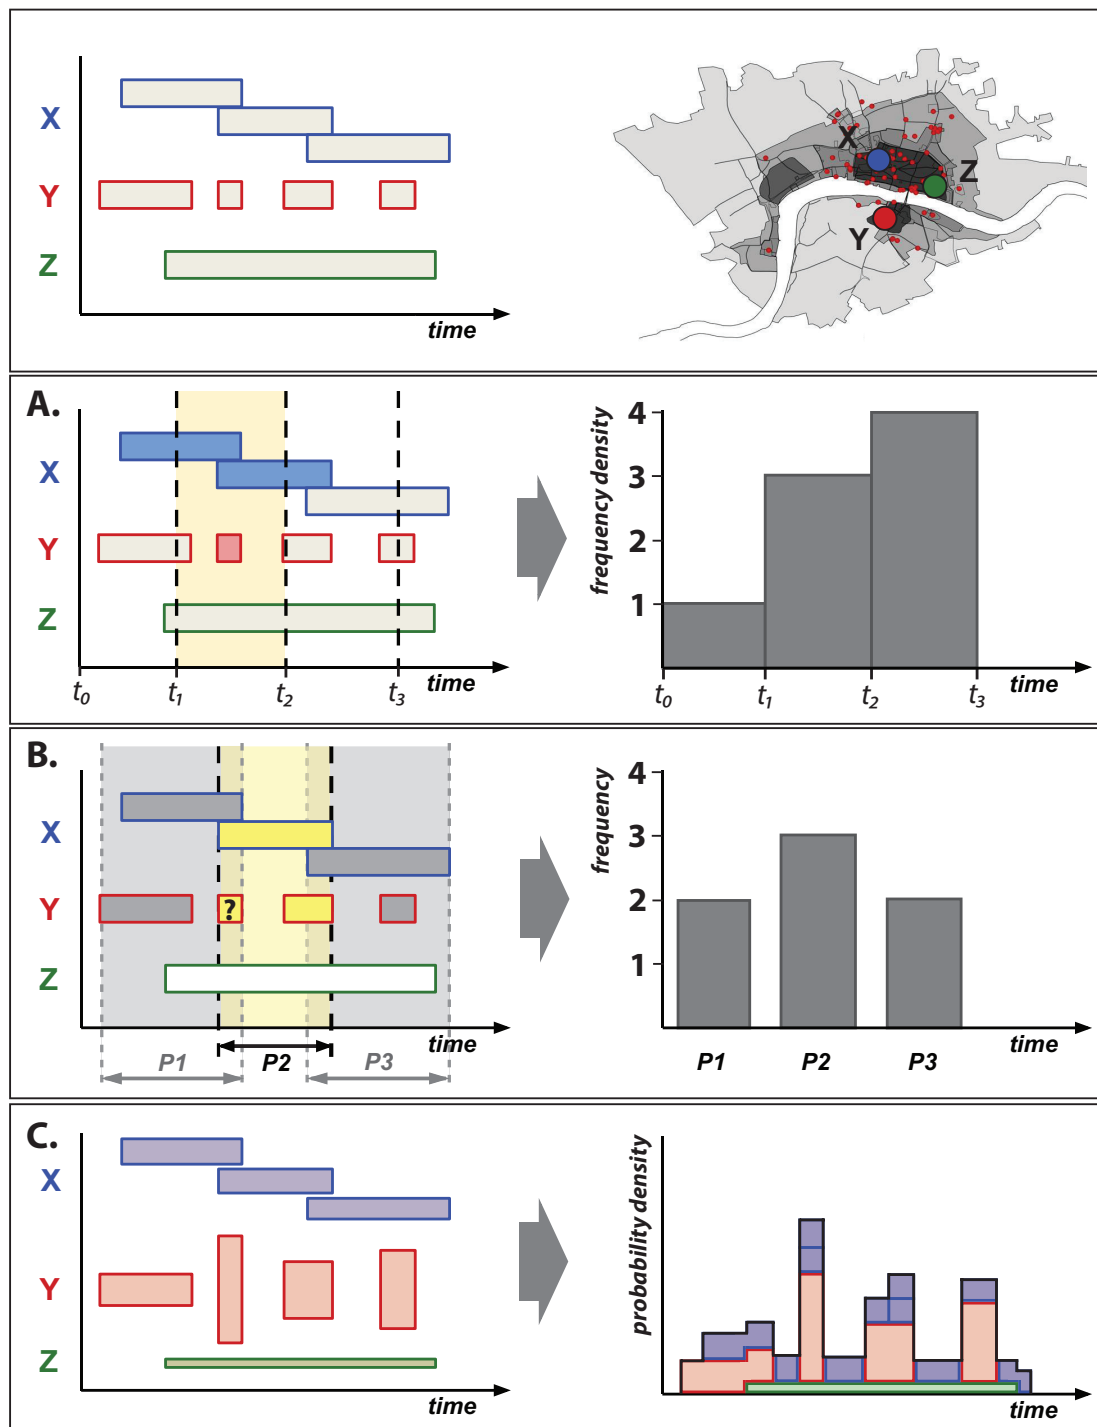 X
Y
Z
time
X
Z
Y
A.
X
Y
Z
t0
t1
t2
t3
time
frequency density
4
3
2
1
t0
t1
t2
t3
time
B.
X
Y
?
Z
time
P1
P2
P3
frequency
4
3
2
1
time
P1
P2
P3
C.
X
Y
Z
time
probability density
time